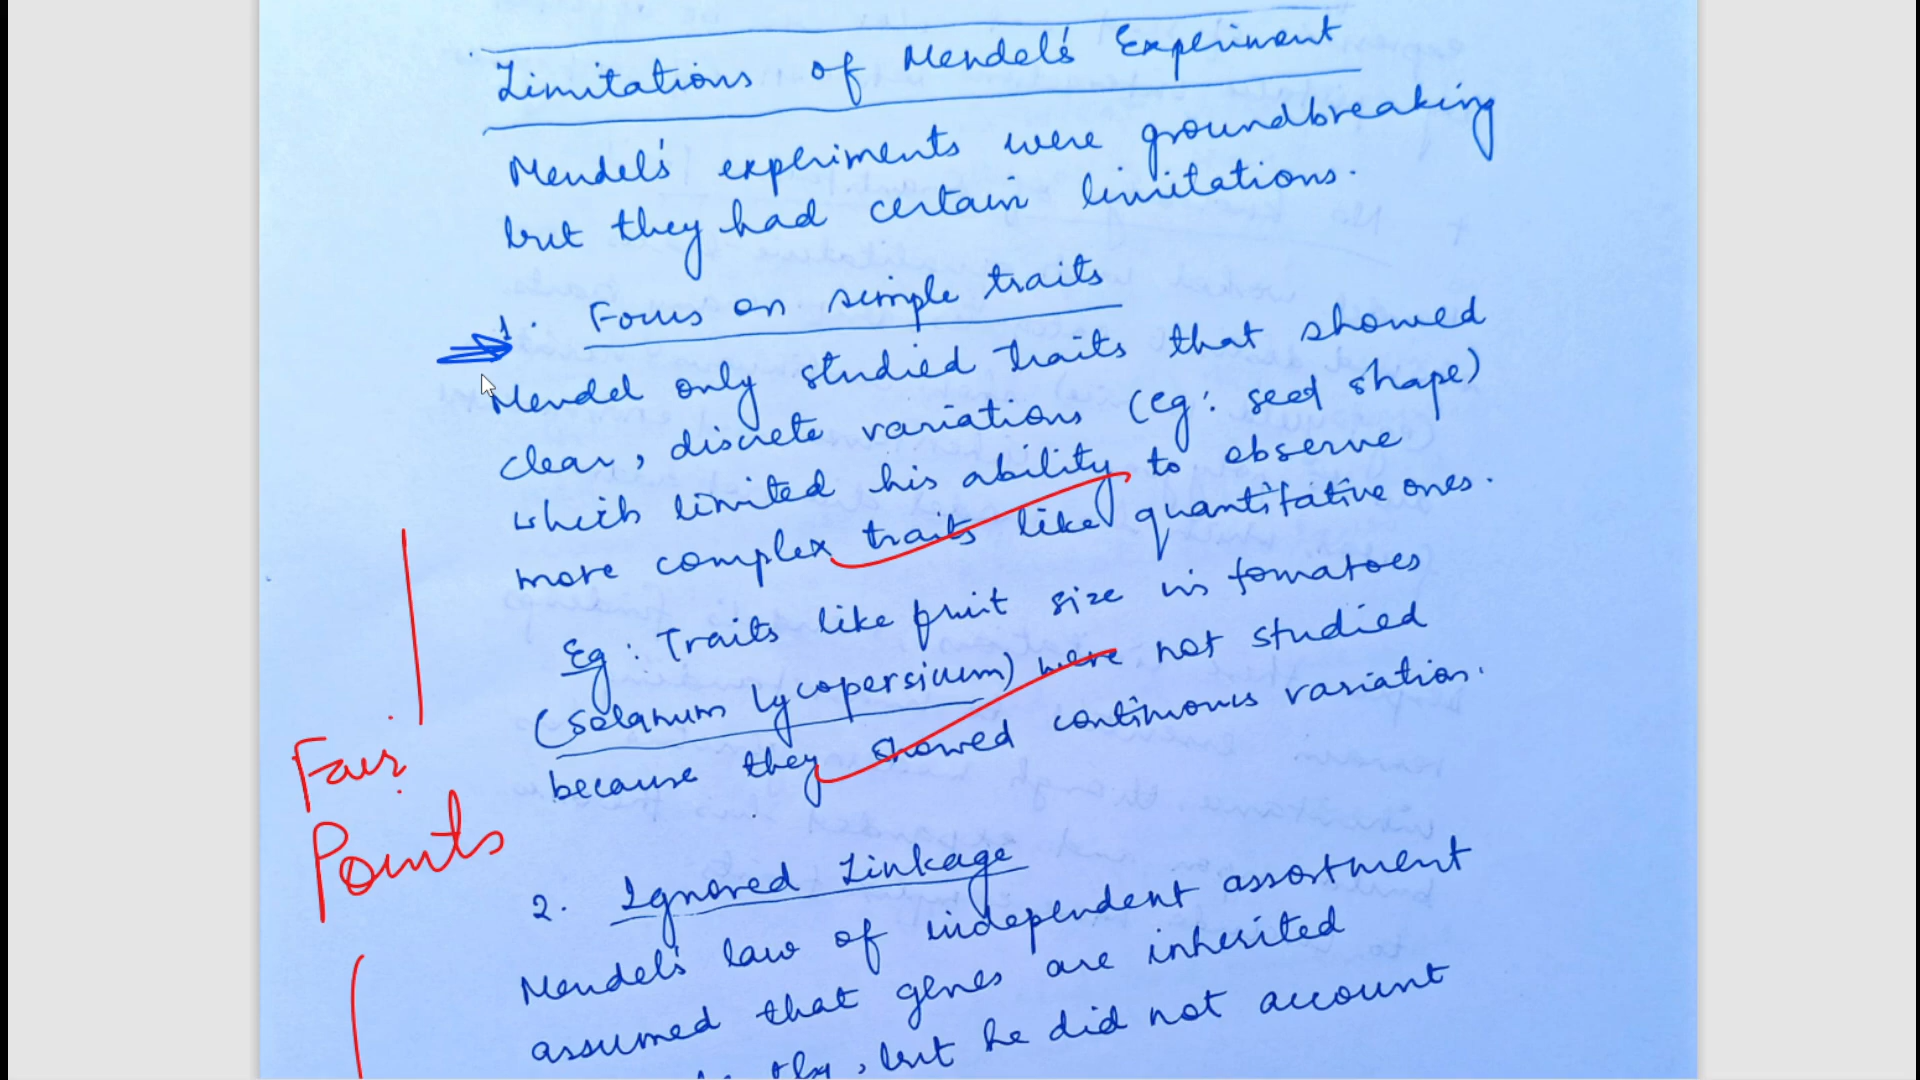 Limitations of Mendel's Experiment
Mendel's experiments were groundbreaking
but they had certain limitations.
1. Focus on simple traits
Mendel only studied traits that showed
clear, discrete variations (eg: seed shape)
which limited his ability to observe
more complex traits like quantitative ones.
Eg: Traits like fruit size in tomatoes
(Solanum lycopersicum) were not studied
because they showed continuous variation.
Fair
Points
2. Ignored Linkage
Mendel's law of independent assortment
assumed that genes are inherited
, but he did not account